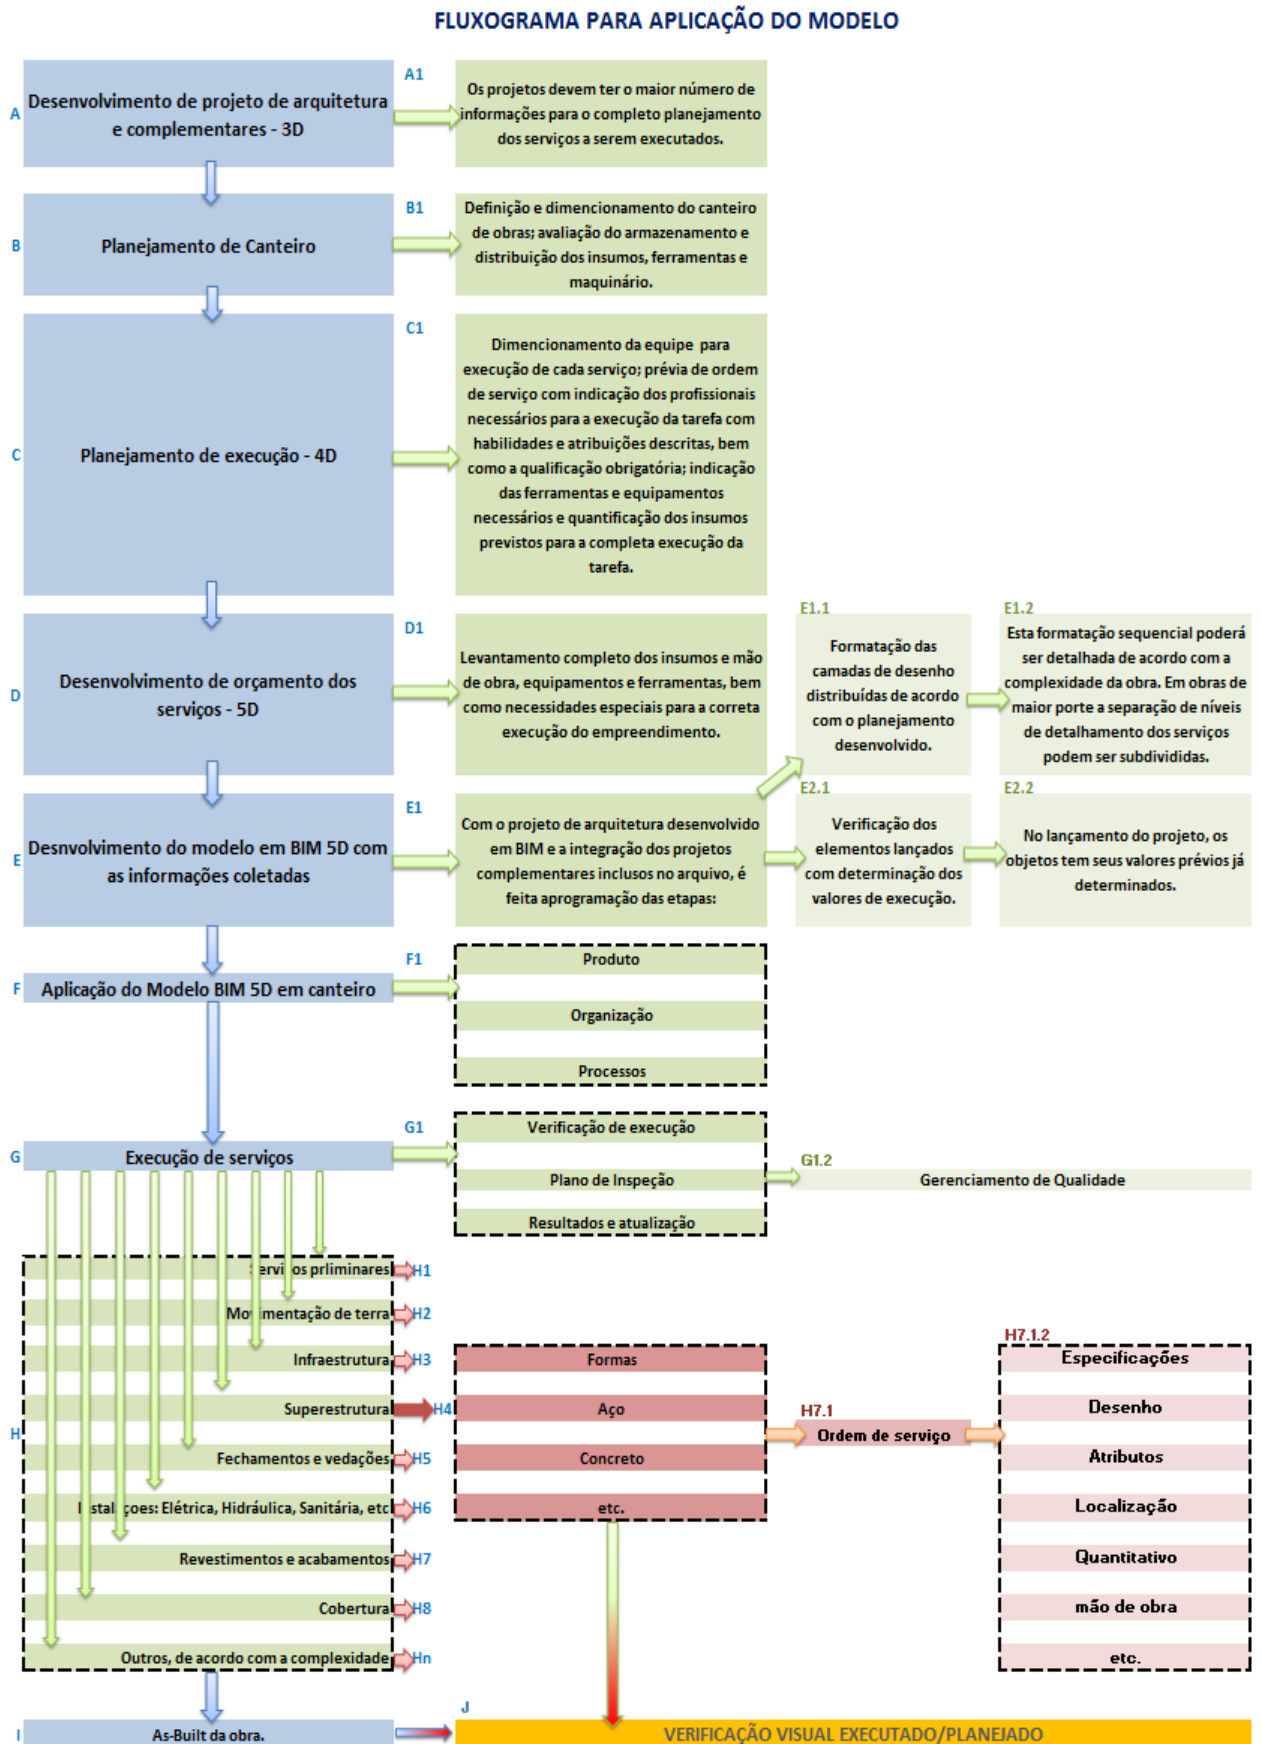 FLUXOGRAMA PARA APLICAÇÃO DO MODELO
A
Desenvolvimento de projeto de arquitetura
e complementares - 3D
A1
Os projetos devem ter o maior número de
informações para o completo planejamento
dos serviços a serem executados.
B
Planejamento de Canteiro
B1
Definição e dimencionamento do canteiro
de obras; avaliação do armazenamento e
distribuição dos insumos, ferramentas e
maquinário.
C
Planejamento de execução - 4D
C1
Dimencionamento da equipe para
execução de cada serviço; prévia de ordem
de serviço com indicação dos profissionais
necessários para a execução da tarefa com
habilidades e atribuições descritas, bem
como a qualificação obrigatória; indicação
das ferramentas e equipamentos
necessários e quantificação dos insumos
previstos para a completa execução da
tarefa.
D
Desenvolvimento de orçamento dos
serviços - 5D
D1
Levantamento completo dos insumos e mão
de obra, equipamentos e ferramentas, bem
como necessidades especiais para a correta
execução do empreendimento.
E1.1
Formatação das
camadas de desenho
distribuídas de acordo
com o planejamento
desenvolvido.
E1.2
Esta formatação sequencial poderá
ser detalhada de acordo com a
complexidade da obra. Em obras de
maior porte a separação de níveis
de detalhamento dos serviços
podem ser subdivididas.
E
Desnvolvimento do modelo em BIM 5D com
as informações coletadas
E1
Com o projeto de arquitetura desenvolvido
em BIM e a integração dos projetos
complementares inclusos no arquivo, é
feita aprogramação das etapas:
E2.1
Verificação dos
elementos lançados
com determinação dos
valores de execução.
E2.2
No lançamento do projeto, os
objetos tem seus valores prévios já
determinados.
F
Aplicação do Modelo BIM 5D em canteiro
F1
Produto
Organização
Processos
G
Execução de serviços
G1
Verificação de execução
Plano de Inspeção
Resultados e atualização
G1.2
Gerenciamento de Qualidade
H
Serviços prliminares
H1
Movimentação de terra
H2
Infraestrutura
H3
Superestrutura
H4
Fechamentos e vedações
H5
Instalçoes: Elétrica, Hidráulica, Sanitária, etc
H6
Revestimentos e acabamentos
H7
Cobertura
H8
Outros, de acordo com a complexidade
Hn
Formas
Aço
Concreto
etc.
H7.1
Ordem de serviço
H7.1.2
Especificações
Desenho
Atributos
Localização
Quantitativo
mão de obra
etc.
I
As-Built da obra.
J
VERIFICAÇÃO VISUAL EXECUTADO/PLANEJADO